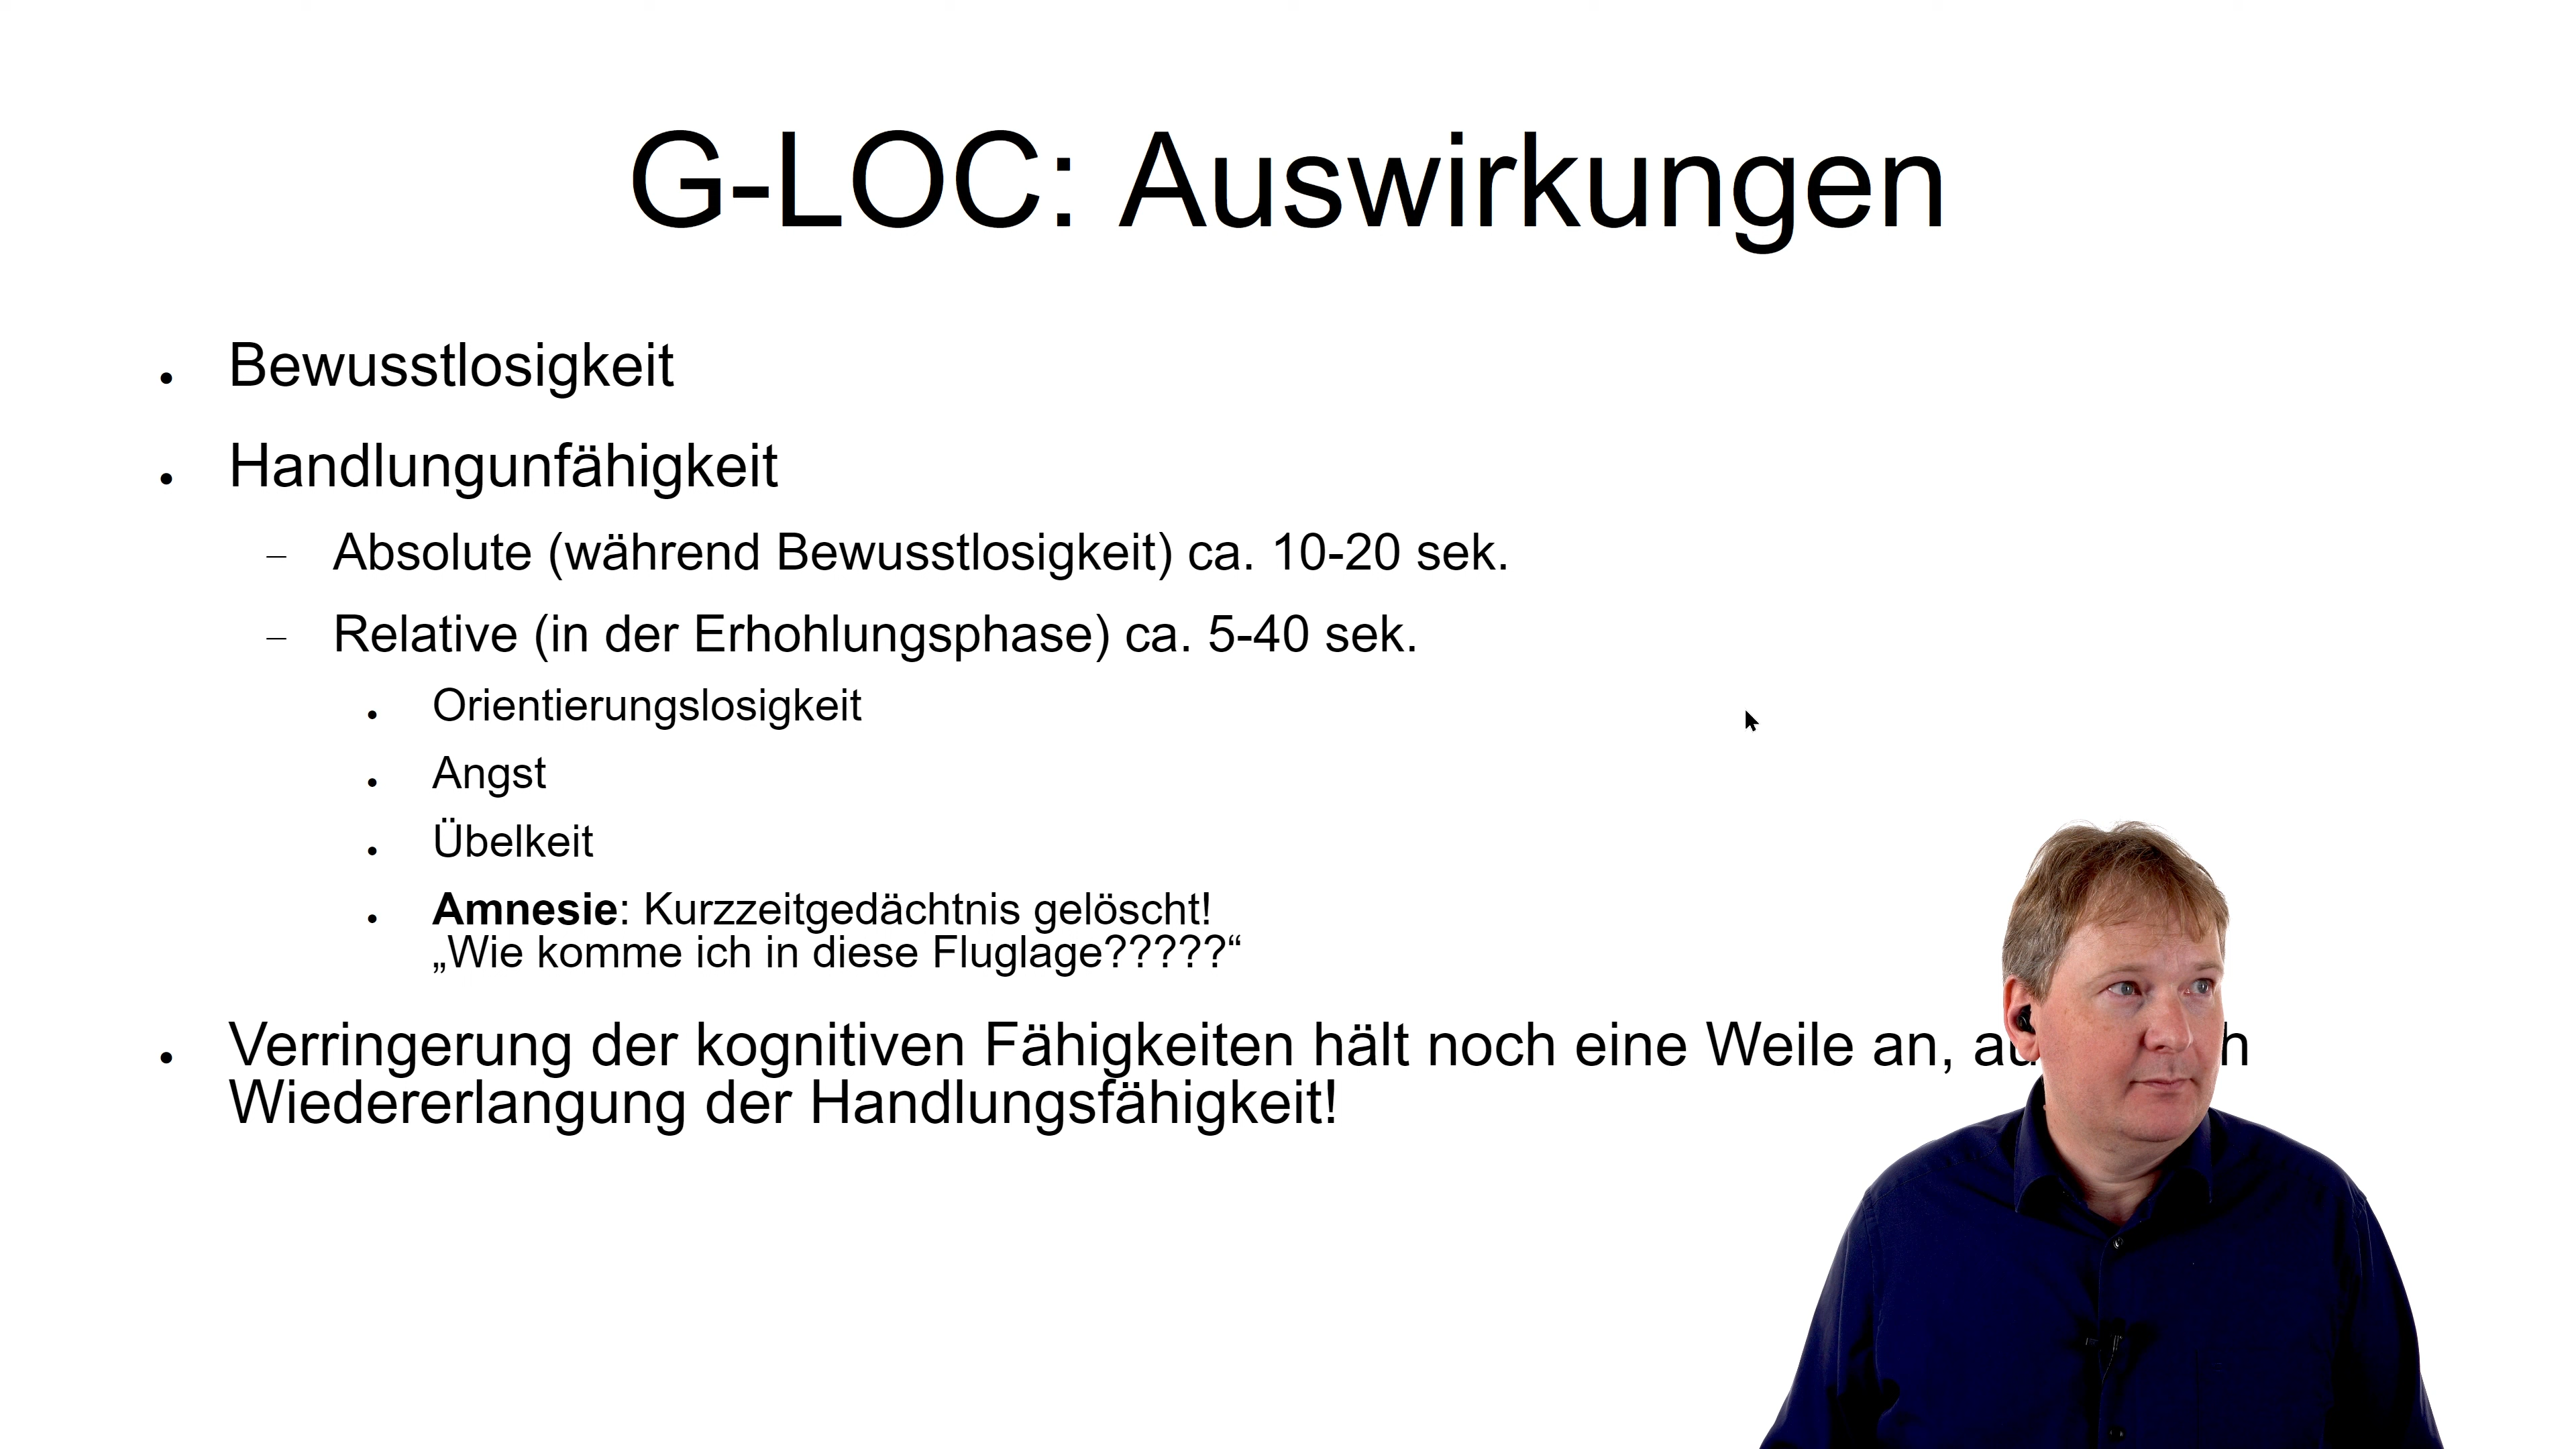 G-LOC: Auswirkungen
Bewusstlosigkeit
Handlungunfähigkeit
Absolute (während Bewusstlosigkeit) ca. 10-20 sek.
Relative (in der Erhohlungsphase) ca. 5-40 sek.
Orientierungslosigkeit
Angst
Übelkeit
Amnesie: Kurzzeitgedächtnis gelöscht!
„Wie komme ich in diese Fluglage?????“
Verringerung der kognitiven Fähigkeiten hält noch eine Weile an,
Wiedererlangung der Handlungsfähigkeit!